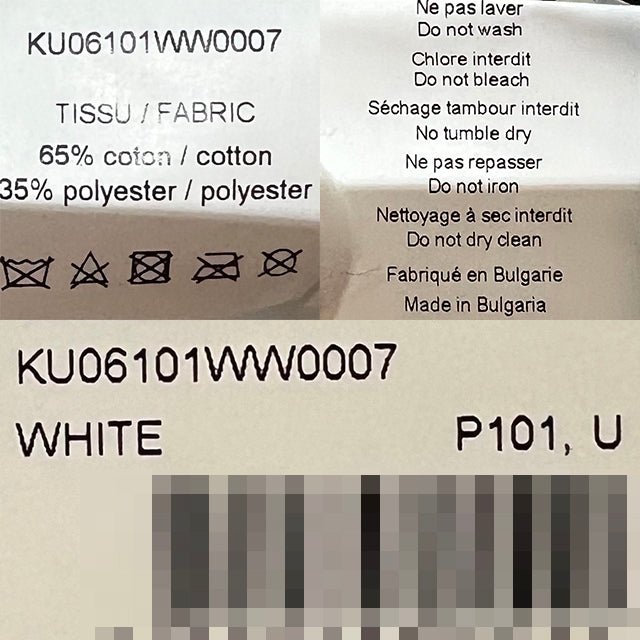 KU06101WW0007
TISSU / FABRIC
65% coton / cotton
35% polyester / polyester
Ne pas laver
Do not wash
Chlore interdit
Do not bleach
Séchage tambour interdit
No tumble dry
Ne pas repasser
Do not iron
Nettoyage à sec interdit
Do not dry clean
Fabriqué en Bulgarie
Made in Bulgaria
KU06101WW0007
WHITE P101, U